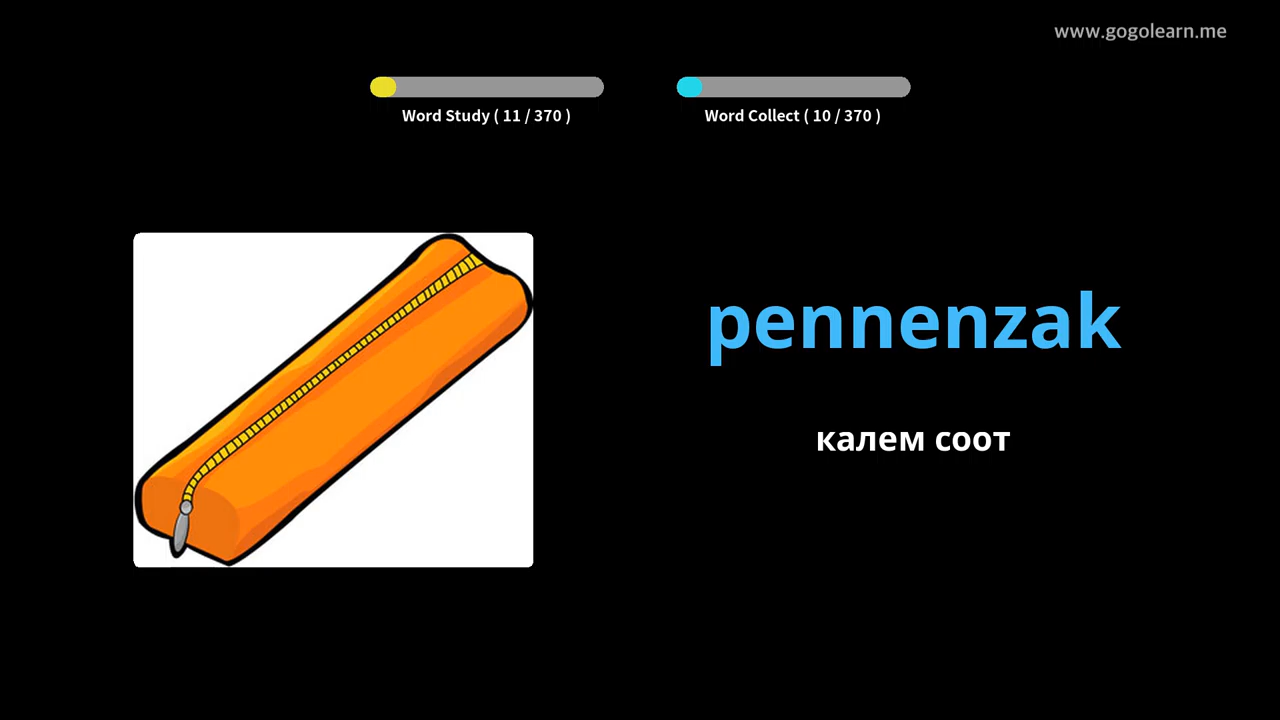 www.gogolearn.me
Word Study ( 11 / 370 )
Word Collect ( 10 / 370 )
pennenzak
калем соот